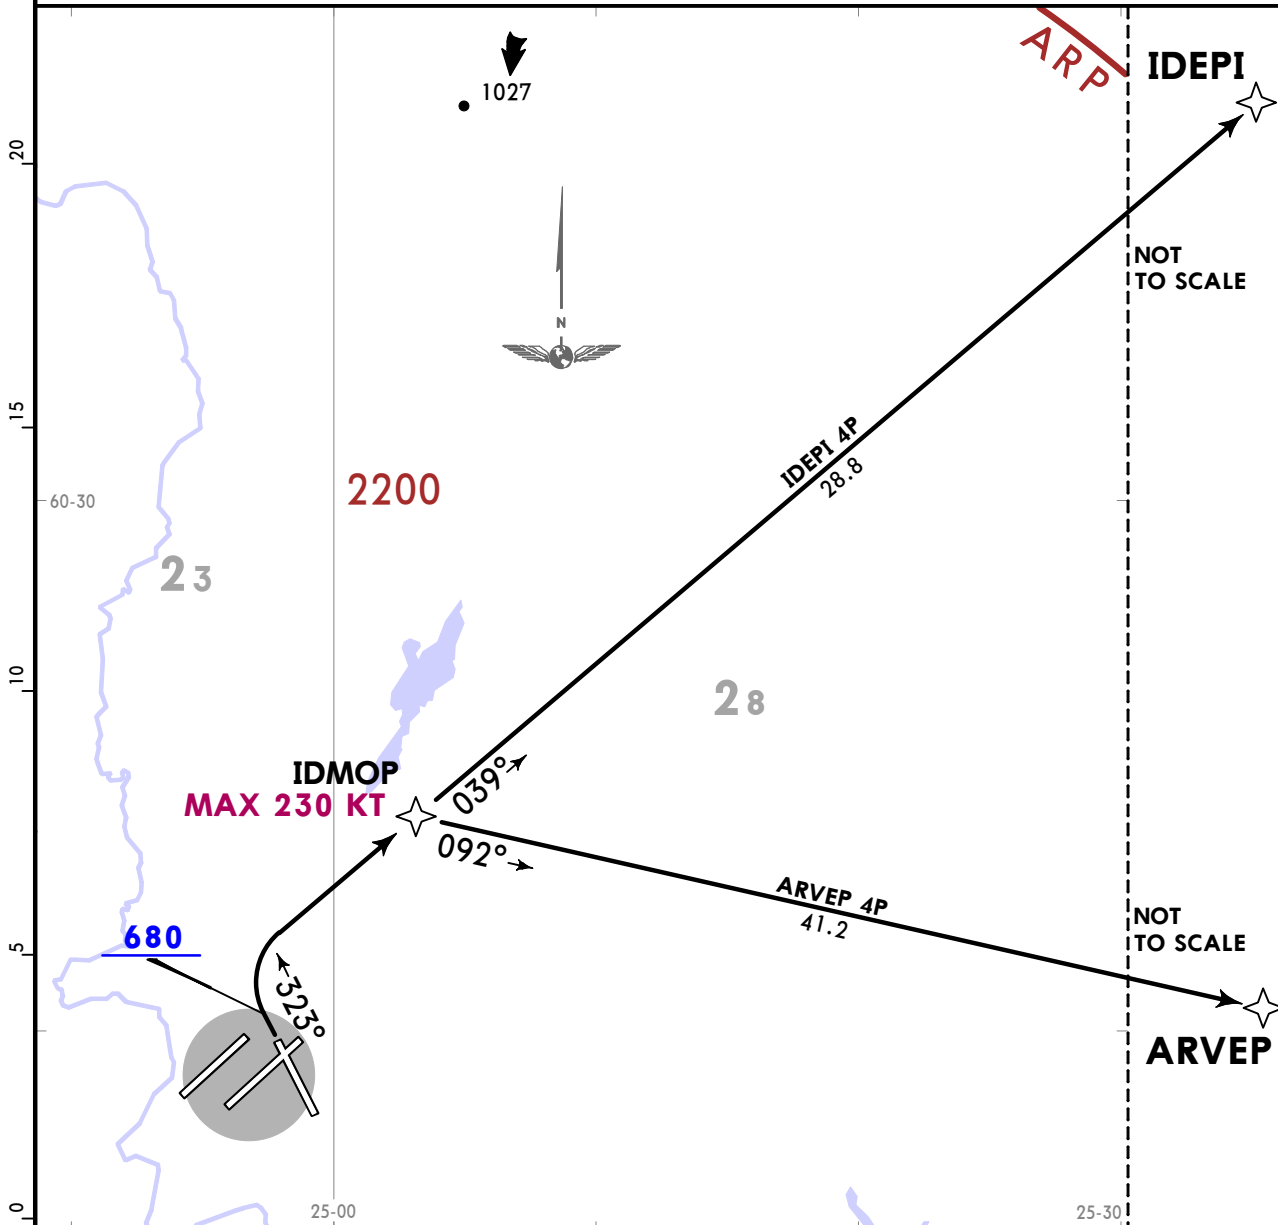 ARP
IDEPI
1027
20
NOT
TO SCALE
N
15
IDEPI 4P
28.8
2200
60-30
23
10
28
IDMOP
MAX 230 KT
039°
092°
ARVEP 4P
41.2
NOT
TO SCALE
680
5
323°
ARVEP
0
25-00
25-30